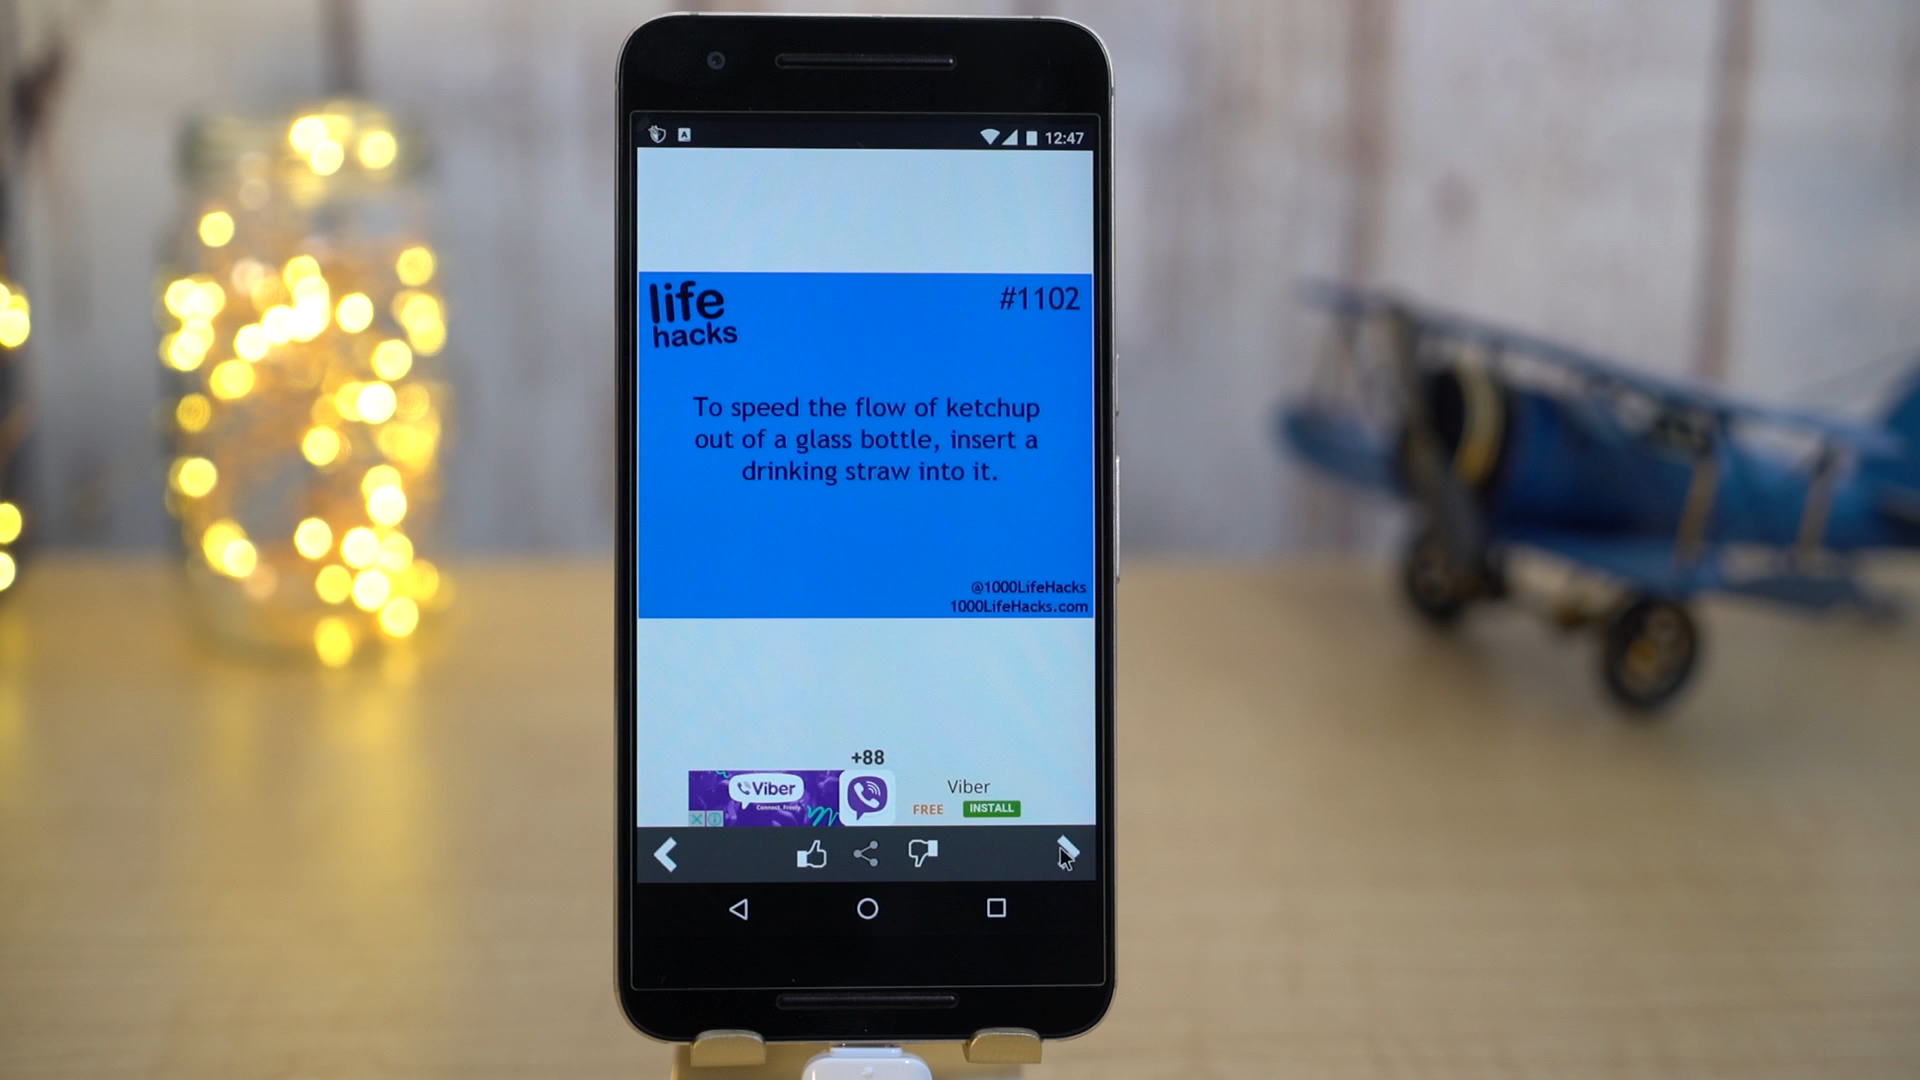 A
12:47
life
hacks
#1102
To speed the flow of ketchup
out of a glass bottle, insert a
drinking straw into it.
@1000LifeHacks
1000LifeHacks.com
+88
Viber
Connect. Freely.
Viber
FREE
INSTALL